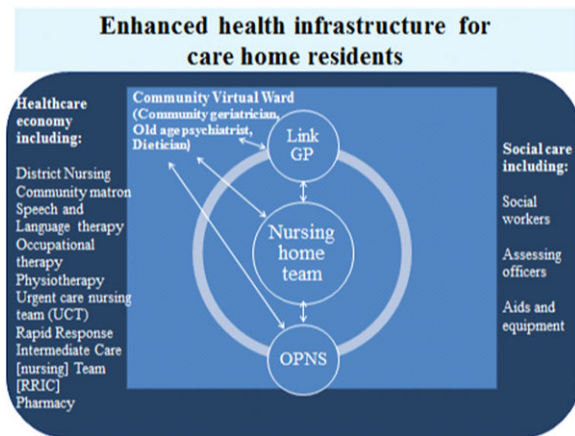 Enhanced health infrastructure for
care home residents
Healthcare
economy
including:
District Nursing
Community matron
Speech and
Language therapy
Occupational
therapy
Physiotherapy
Urgent care nursing
team (UCT)
Rapid Response
Intermediate Care
[nursing] Team
[RRIC]
Pharmacy
Community Virtual Ward
(Community geriatrician,
Old age psychiatrist,
Dietician)
Link
GP
Nursing
home
team
OPNS
Social care
including:
Social
workers
Assessing
officers
Aids and
equipment